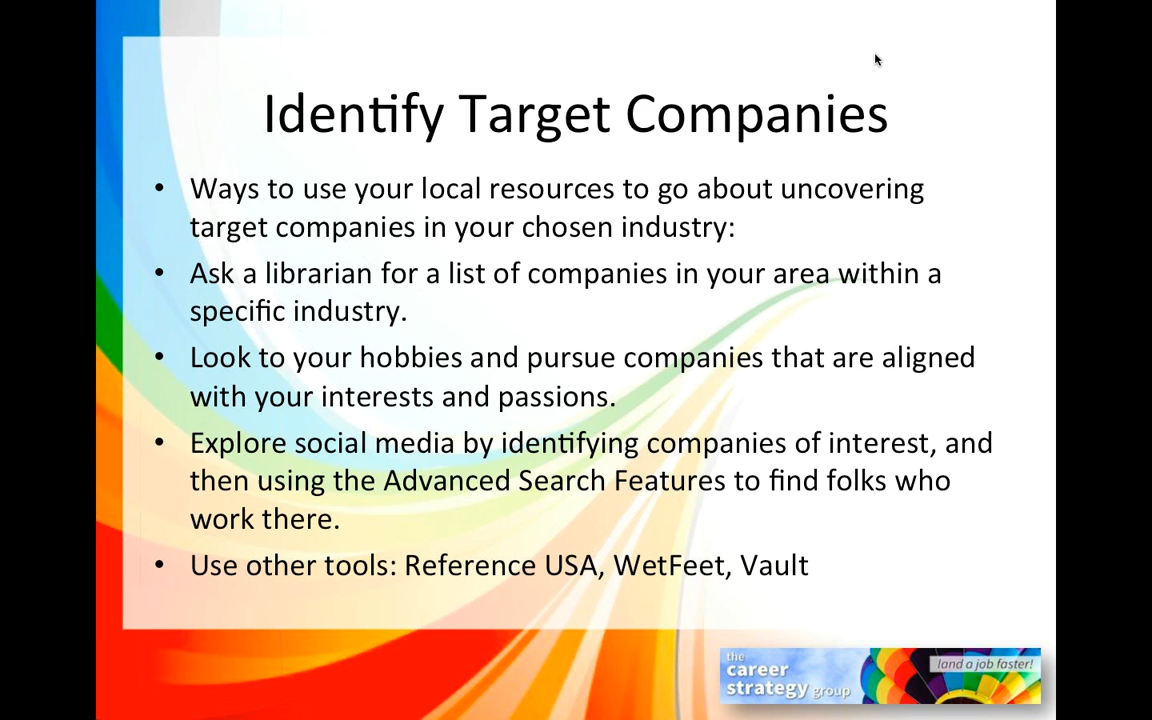 Identify Target Companies
• Ways to use your local resources to go about uncovering
target companies in your chosen industry:
• Ask a librarian for a list of companies in your area within a
specific industry.
• Look to your hobbies and pursue companies that are aligned
with your interests and passions.
• Explore social media by identifying companies of interest, and
then using the Advanced Search Features to find folks who
work there.
• Use other tools: Reference USA, WetFeet, Vault
the
career
strategy group
land a job faster!